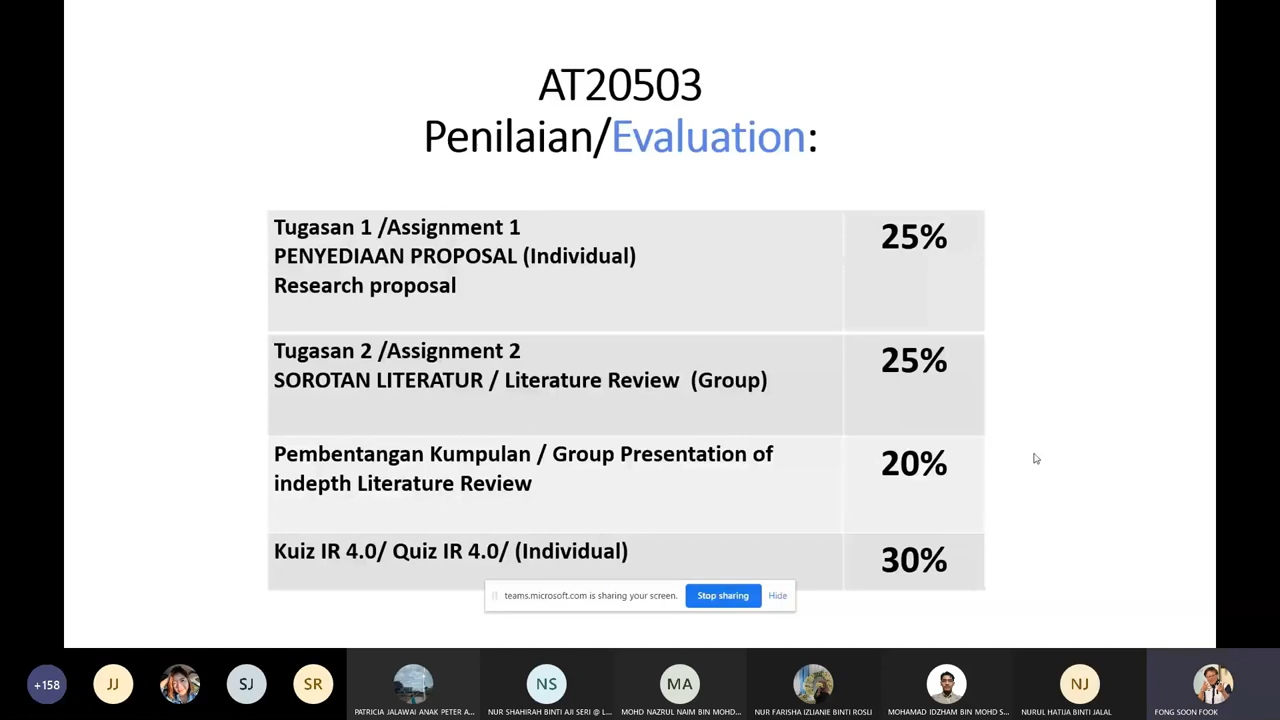 AT20503
Penilaian/Evaluation:
Tugasan 1 /Assignment 1
PENYEDIAAN PROPOSAL (Individual)
Research proposal
25%
Tugasan 2 /Assignment 2
SOROTAN LITERATUR / Literature Review (Group)
25%
Pembentangan Kumpulan / Group Presentation of
indepth Literature Review
20%
Kuiz IR 4.0/ Quiz IR 4.0/ (Individual)
30%
teams.microsoft.com is sharing your screen.
Stop sharing
Hide
+158
JJ
SJ
SR
NS
MA
NJ
PATRICIA JALAWAI ANAK PETER A...
NUR SHAHIRAH BINTI AJI SERI @ L...
MOHD NAZRUL NAIM BIN MOHD...
NUR FARISHA IZLIANIE BINTI ROSLI
MOHAMAD IDZHAM BIN MOHD S...
NURUL HATIJA BINTI JALAL
FONG SOON FOOK